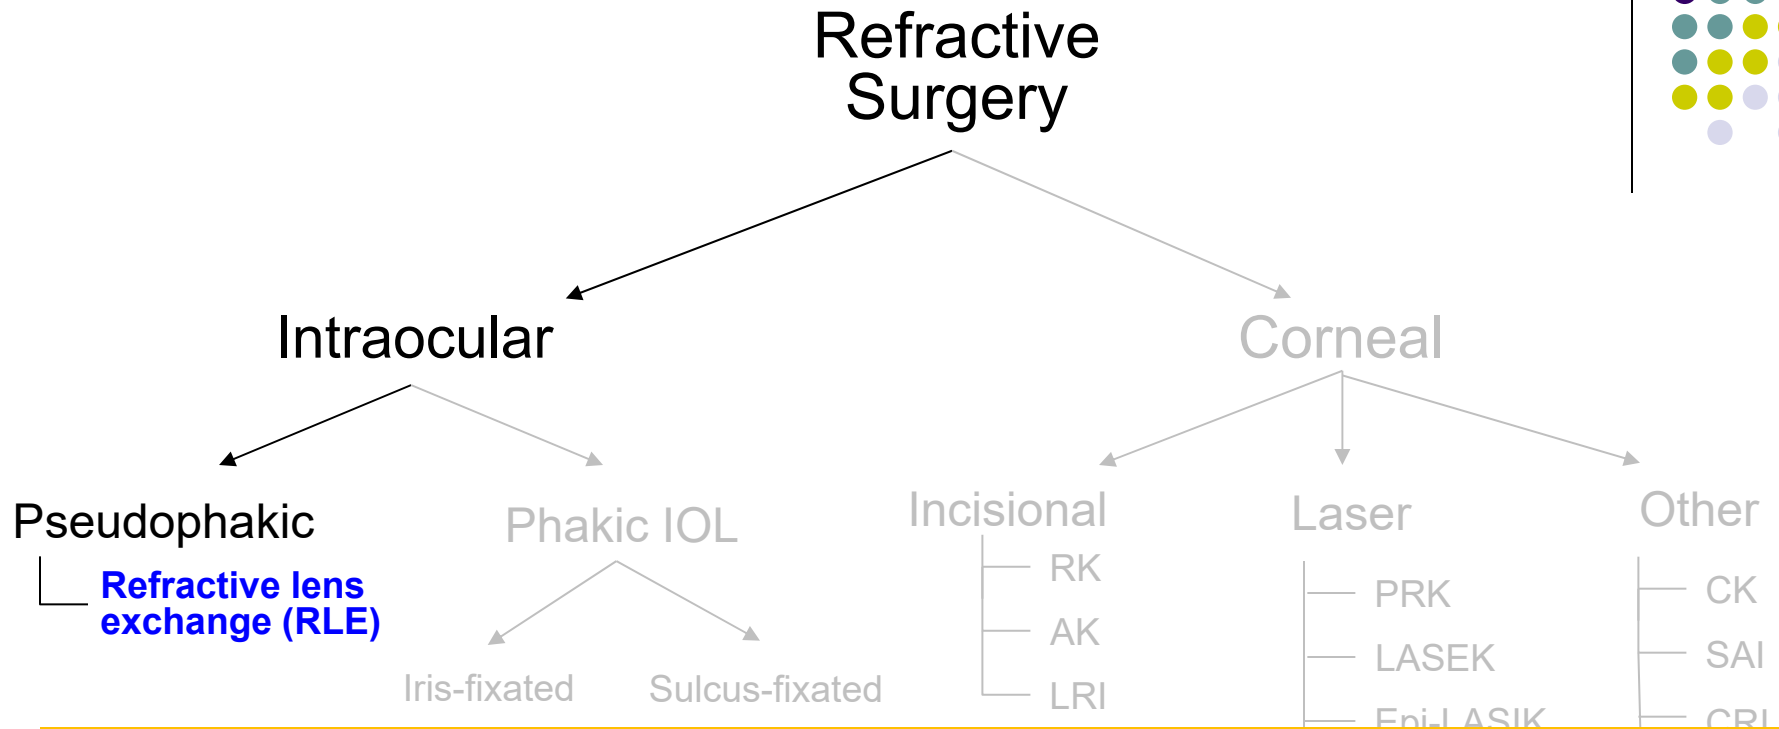 Refractive
Surgery
Intraocular
Corneal
Pseudophakic
Refractive lens
exchange (RLE)
Phakic IOL
Iris-fixated
Sulcus-fixated
Incisional
RK
AK
LRI
Laser
PRK
LASEK
Epi-LASIK
Other
CK
SAI